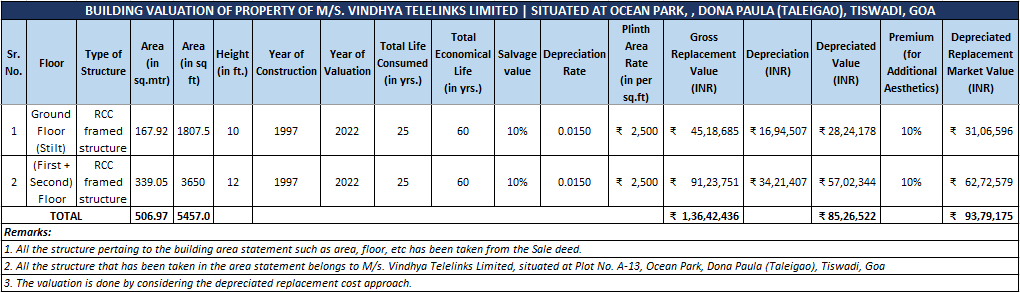 BUILDING VALUATION OF PROPERTY OF M/S. VINDHYA TELELINKS LIMITED | SITUATED AT OCEAN PARK, , DONA PAULA (TALEIGAO), TISWADI, GOA
Sr. No. | Floor | Type of Structure | Area (in sq.mtr) | Area (in sq ft) | Height (in ft.) | Year of Construction | Year of Valuation | Total Life Consumed (in yrs.) | Total Economical Life (in yrs.) | Salvage value | Depreciation Rate | Plinth Area Rate (in per sq.ft) | Gross Replacement Value (INR) | Depreciation (INR) | Depreciated Value (INR) | Premium (for Additional Aesthetics) | Depreciated Replacement Market Value (INR)
1 | Ground Floor (Stilt) | RCC framed structure | 167.92 | 1807.5 | 10 | 1997 | 2022 | 25 | 60 | 10% | 0.0150 | ₹ 2,500 | ₹ 45,18,685 | ₹ 16,94,507 | ₹ 28,24,178 | 10% | ₹ 31,06,596
2 | (First + Second) Floor | RCC framed structure | 339.05 | 3650 | 12 | 1997 | 2022 | 25 | 60 | 10% | 0.0150 | ₹ 2,500 | ₹ 91,23,751 | ₹ 34,21,407 | ₹ 57,02,344 | 10% | ₹ 62,72,579
TOTAL | 506.97 | 5457.0 | ₹ 1,36,42,436 | ₹ 85,26,522 | ₹ 93,79,175
Remarks:
1. All the structure pertaining to the building area statement such as area, floor, etc has been taken from the Sale deed.
2. All the structure that has been taken in the area statement belongs to M/s. Vindhya Telelinks Limited, situated at Plot No. A-13, Ocean Park, Dona Paula (Taleigao), Tiswadi, Goa
3. The valuation is done by considering the depreciated replacement cost approach.